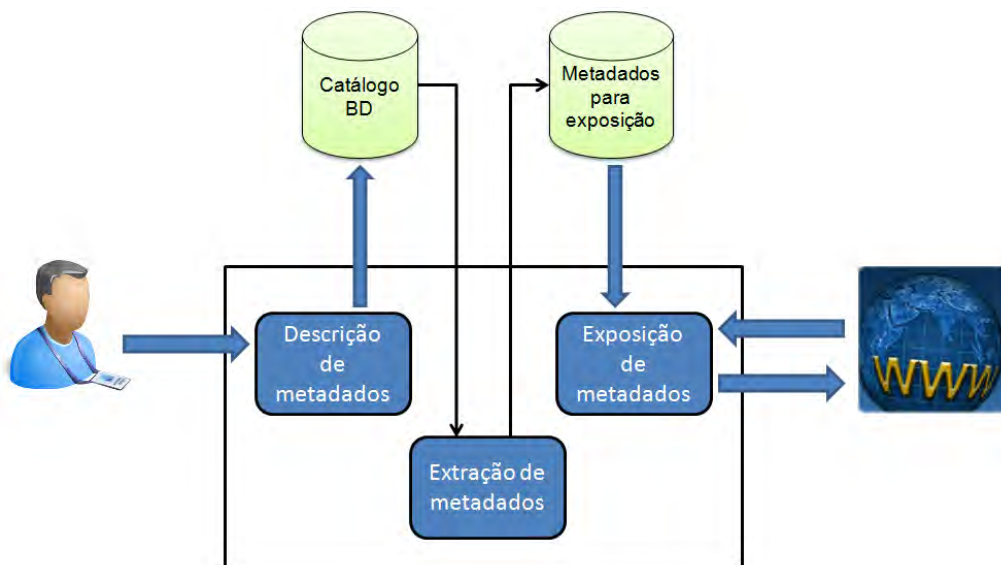 Catálogo
BD
Metadados
para
exposição
Descrição
de
metadados
Exposição
de
metadados
WWW
Extração de
metadados